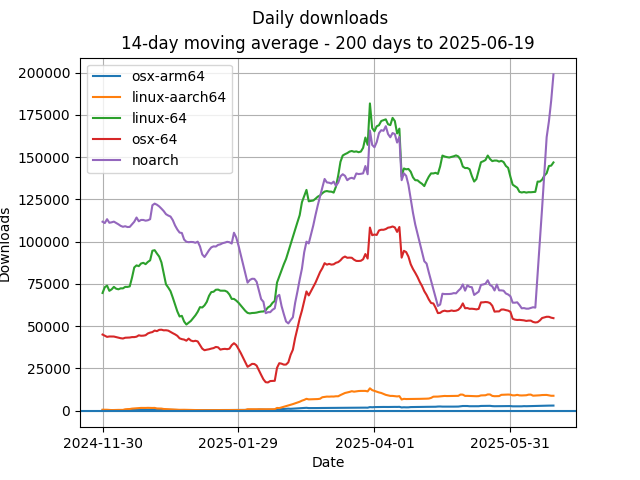 Daily downloads
14-day moving average - 200 days to 2025-06-19
osx-arm64
linux-aarch64
linux-64
osx-64
noarch
200000
175000
150000
125000
100000
75000
50000
25000
0
Downloads
2024-11-30
2025-01-29
2025-04-01
2025-05-31
Date